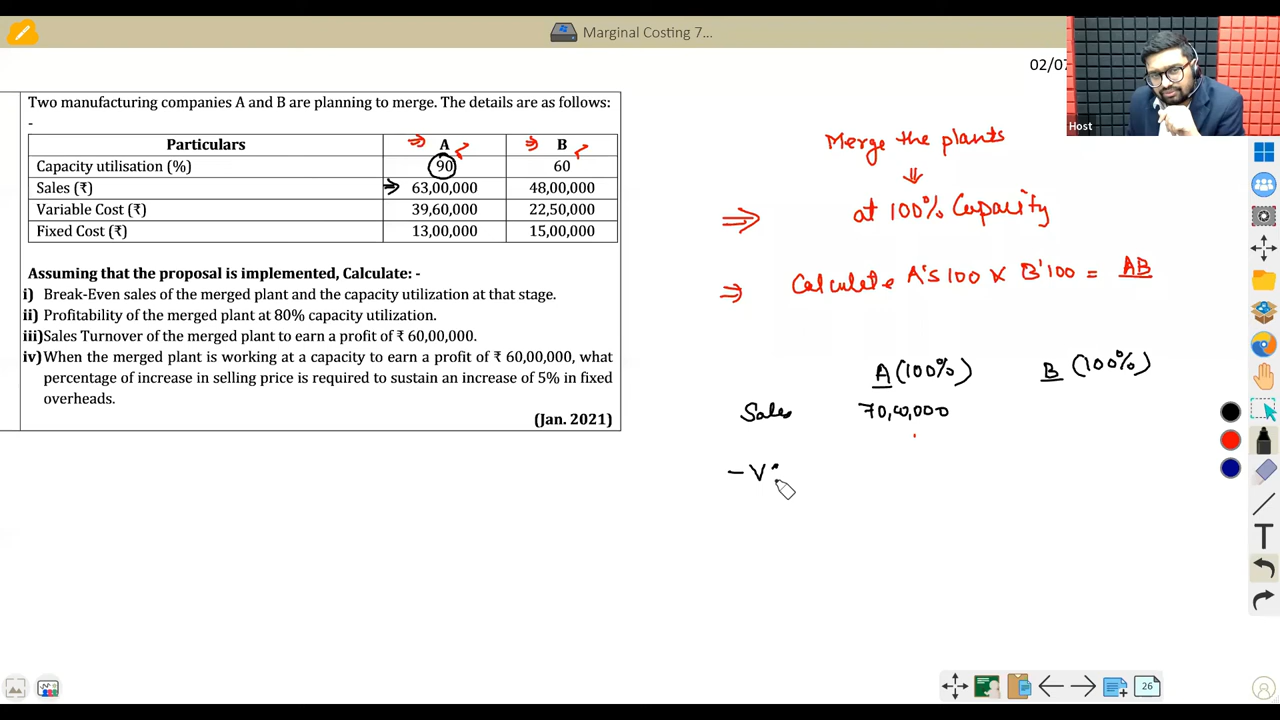 Marginal Costing 7...
02/07
Host
Two manufacturing companies A and B are planning to merge. The details are as follows:
-
Particulars A B
Capacity utilisation (%) 90 60
Sales (₹) 63,00,000 48,00,000
Variable Cost (₹) 39,60,000 22,50,000
Fixed Cost (₹) 13,00,000 15,00,000
Assuming that the proposal is implemented, Calculate: -
i) Break-Even sales of the merged plant and the capacity utilization at that stage.
ii) Profitability of the merged plant at 80% capacity utilization.
iii)Sales Turnover of the merged plant to earn a profit of ₹ 60,00,000.
iv)When the merged plant is working at a capacity to earn a profit of ₹ 60,00,000, what
percentage of increase in selling price is required to sustain an increase of 5% in fixed
overheads.
(Jan. 2021)
Merge the plants
⇓
⇒ at 100% Capacity
⇒ Calculate A's 100 × B'100 = AB
A (100%) B (100%)
Sales 70,00,000
- V
T
26